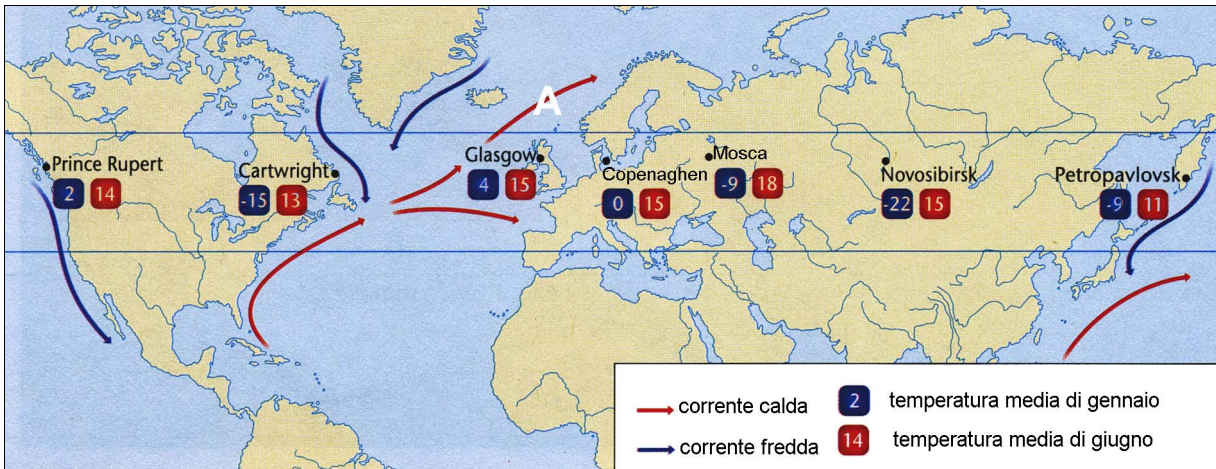 A
Prince Rupert
2 14
Cartwright
-15 13
Glasgow
4 15
Copenaghen
0 15
Mosca
-9 18
Novosibirsk
-22 15
Petropavlovsk
-9 11
corrente calda
2 temperatura media di gennaio
corrente fredda
14 temperatura media di giugno